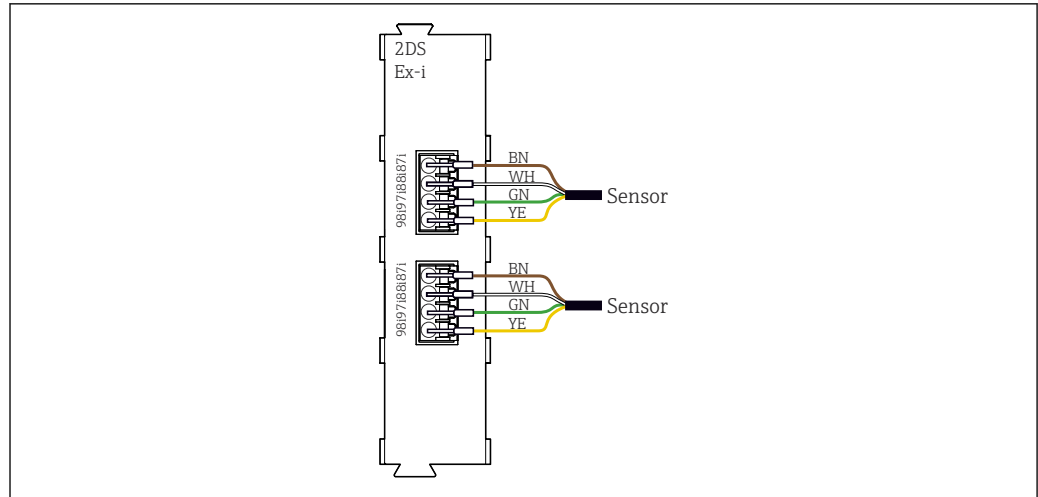 2DS
Ex-i
98i97i88i87i
BN
WH
GN
YE
Sensor
98i97i88i87i
BN
WH
GN
YE
Sensor